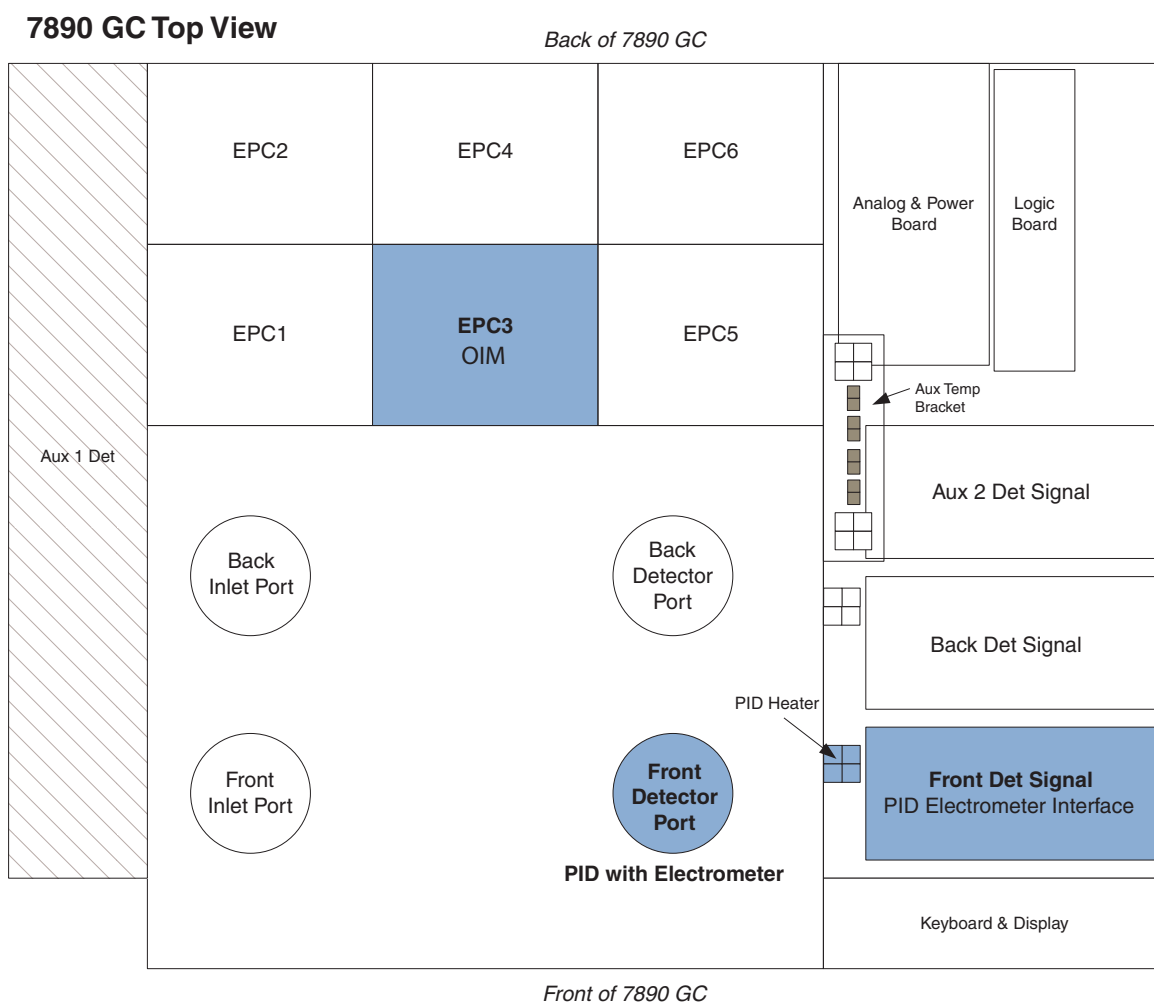 7890 GC Top View
Back of 7890 GC
EPC2
EPC4
EPC6
Analog & Power
Board
Logic
Board
EPC1
EPC3
OIM
EPC5
Aux Temp
Bracket
Aux 1 Det
Aux 2 Det Signal
Back
Inlet Port
Back
Detector
Port
Back Det Signal
PID Heater
Front
Inlet Port
Front
Detector
Port
Front Det Signal
PID Electrometer Interface
PID with Electrometer
Keyboard & Display
Front of 7890 GC